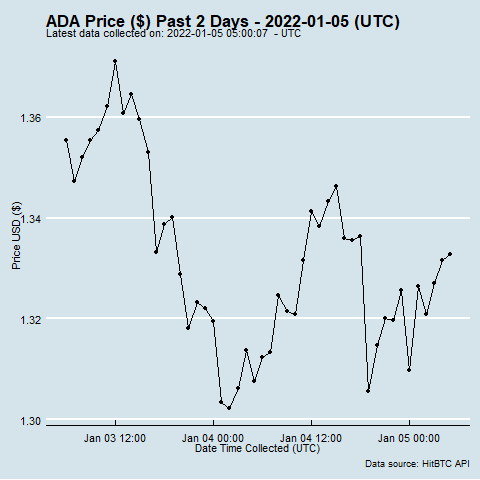 ADA Price ($) Past 2 Days - 2022-01-05 (UTC)
Latest data collected on: 2022-01-05 05:00:07 - UTC
Price USD ($)
1.36
1.34
1.32
1.30
Jan 03 12:00
Jan 04 00:00
Jan 04 12:00
Jan 05 00:00
Date Time Collected (UTC)
Data source: HitBTC API